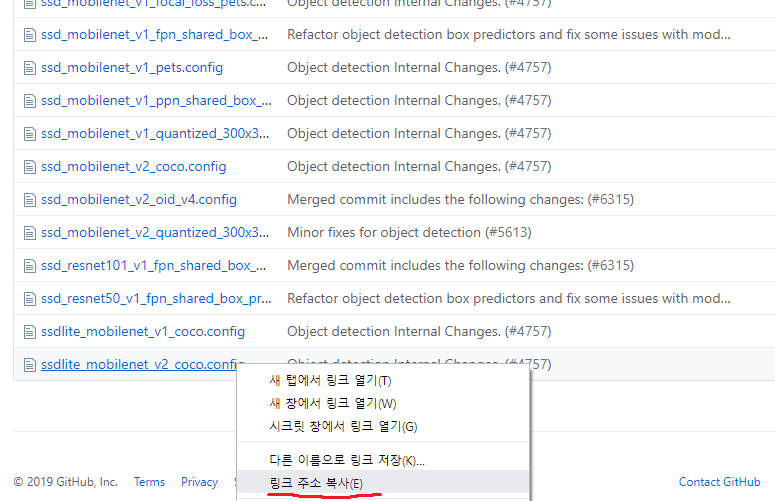 ssd_mobilenet_v1_focal_loss_pets.c... Object detection Internal Changes. (#4757)
ssd_mobilenet_v1_fpn_shared_box_... Refactor object detection box predictors and fix some issues with mod...
ssd_mobilenet_v1_pets.config Object detection Internal Changes. (#4757)
ssd_mobilenet_v1_ppn_shared_box_... Object detection Internal Changes. (#4757)
ssd_mobilenet_v1_quantized_300x3... Object detection Internal Changes. (#4757)
ssd_mobilenet_v2_coco.config Object detection Internal Changes. (#4757)
ssd_mobilenet_v2_oid_v4.config Merged commit includes the following changes: (#6315)
ssd_mobilenet_v2_quantized_300x3... Minor fixes for object detection (#5613)
ssd_resnet101_v1_fpn_shared_box_... Merged commit includes the following changes: (#6315)
ssd_resnet50_v1_fpn_shared_box_pr... Refactor object detection box predictors and fix some issues with mod...
ssdlite_mobilenet_v1_coco.config Object detection Internal Changes. (#4757)
ssdlite_mobilenet_v2_coco.config Object detection Internal Changes. (#4757)
새 탭에서 링크 열기(T)
새 창에서 링크 열기(W)
시크릿 창에서 링크 열기(G)
다른 이름으로 링크 저장(K)...
링크 주소 복사(E)
© 2019 GitHub, Inc. Terms Privacy Contact GitHub